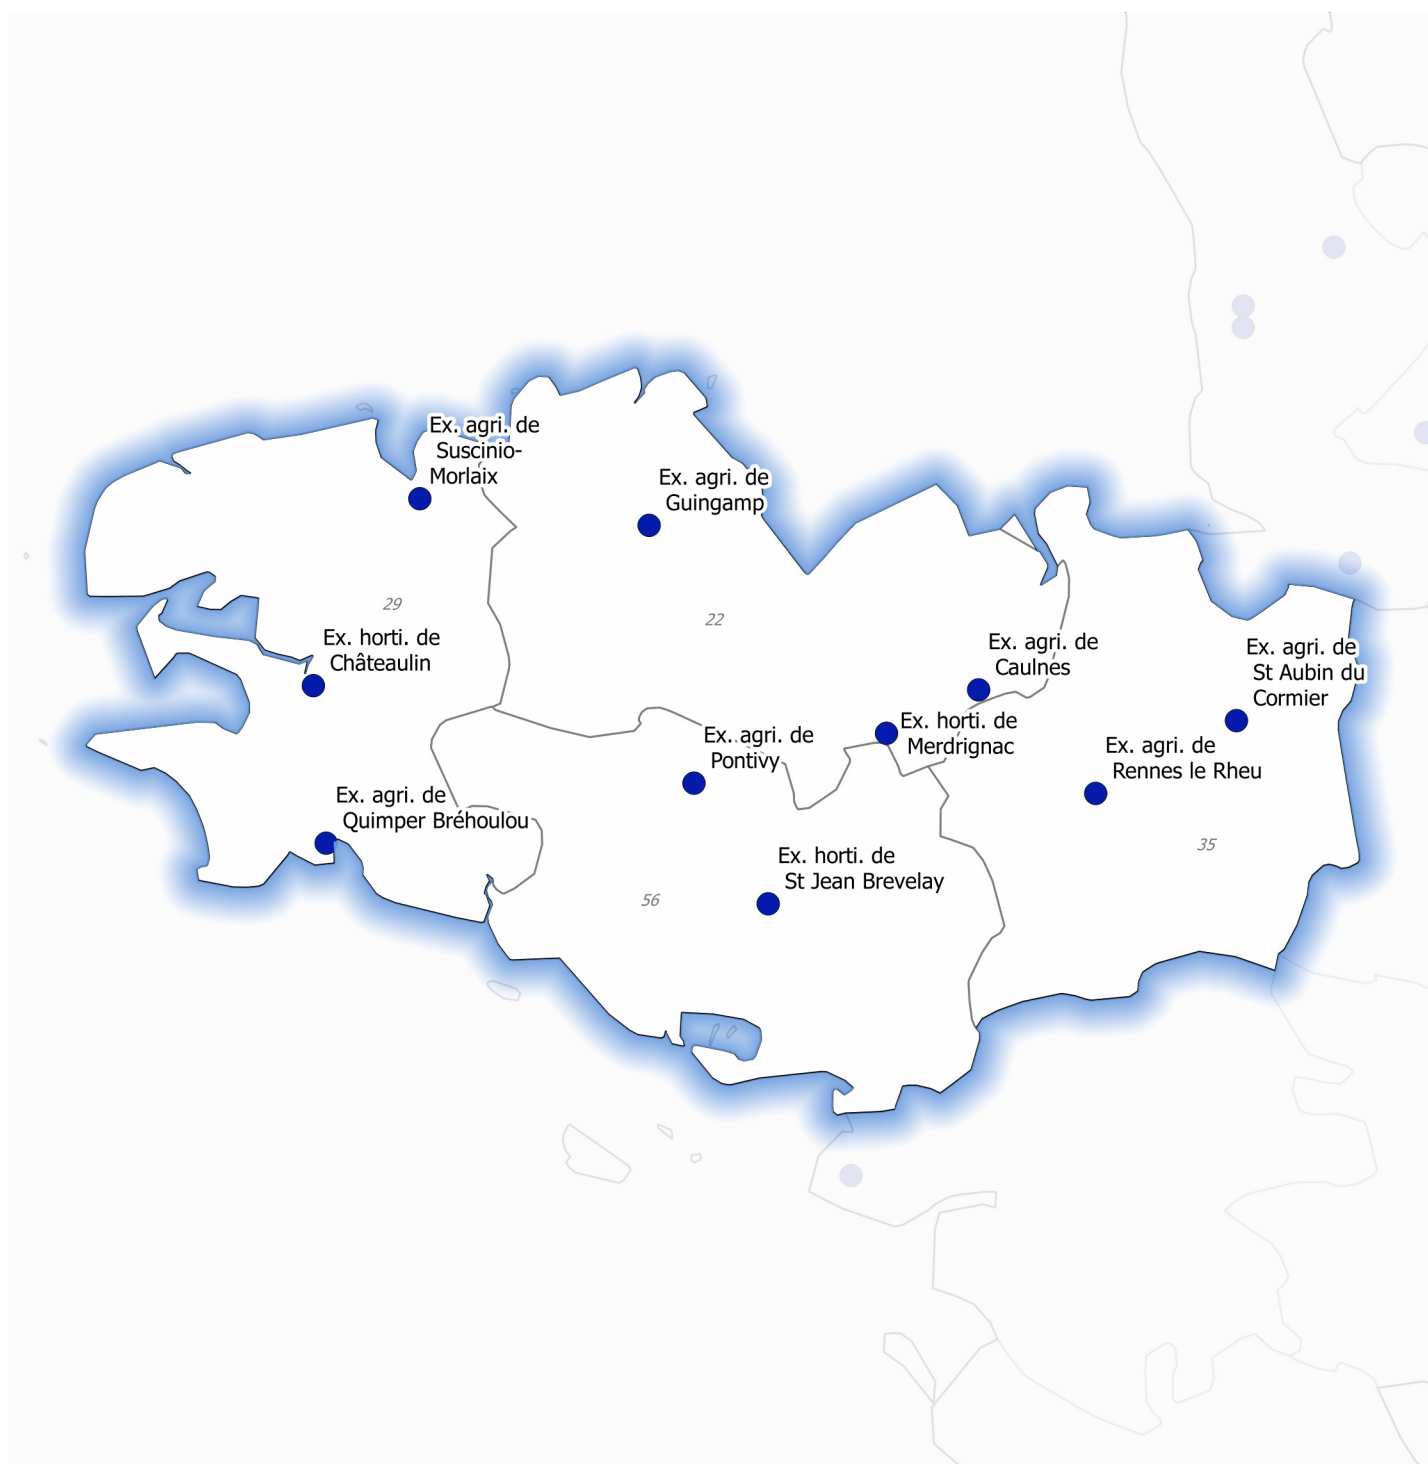 Ex. agri. de
Suscinio-
Morlaix
Ex. agri. de
Guingamp
29
22
Ex. horti. de
Châteaulin
Ex. agri. de
Caulnes
Ex. agri. de
St Aubin du
Cormier
Ex. horti. de
Merdrignac
Ex. agri. de
Pontivy
Ex. agri. de
Rennes le Rheu
Ex. agri. de
Quimper Bréhoulou
35
Ex. horti. de
St Jean Brevelay
56